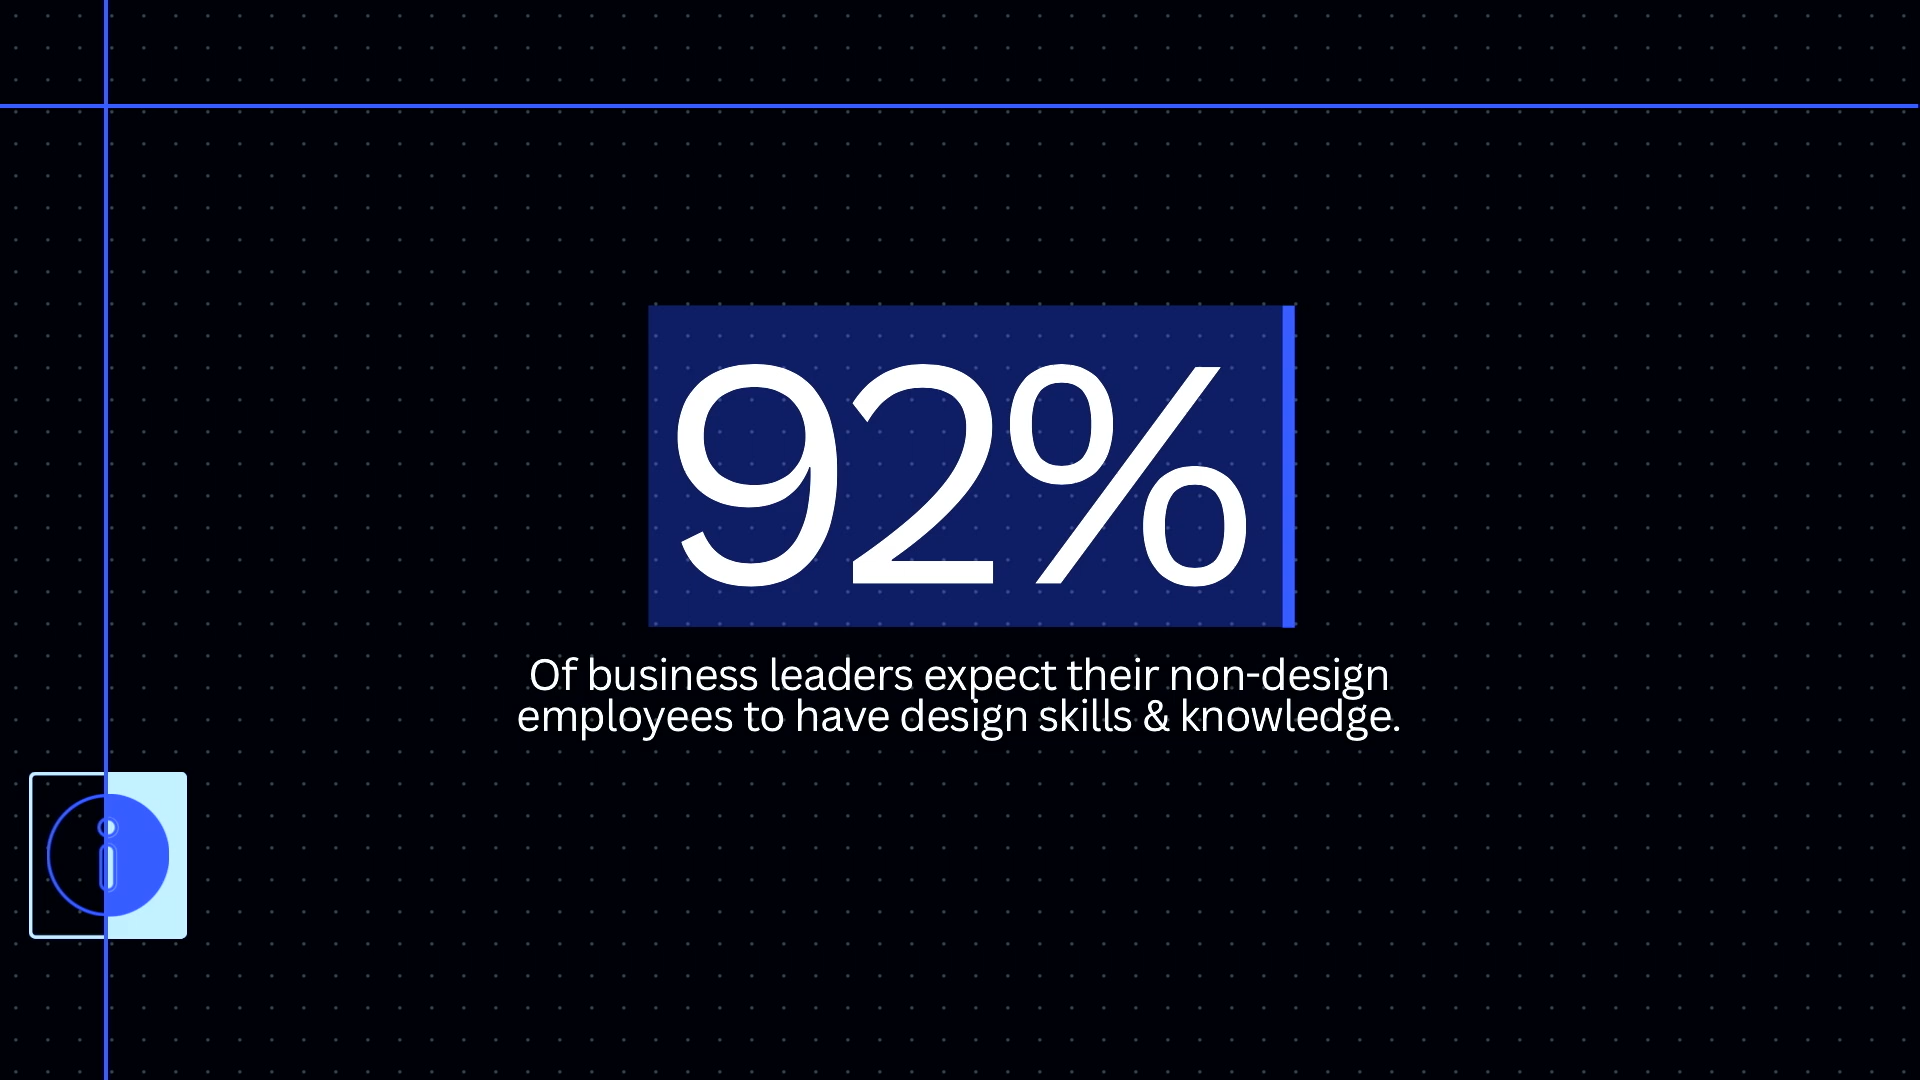 92%
Of business leaders expect their non-design
employees to have design skills & knowledge.